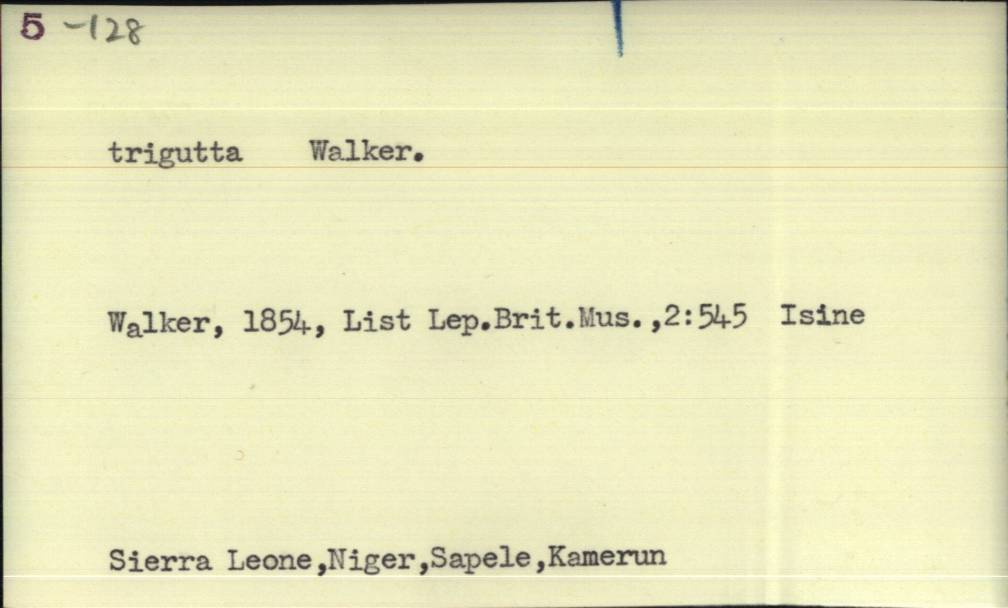 5 -128
trigutta Walker.
Walker, 1854, List Lep.Brit.Mus.,2:545 Isine
Sierra Leone,Niger,Sapele,Kamerun